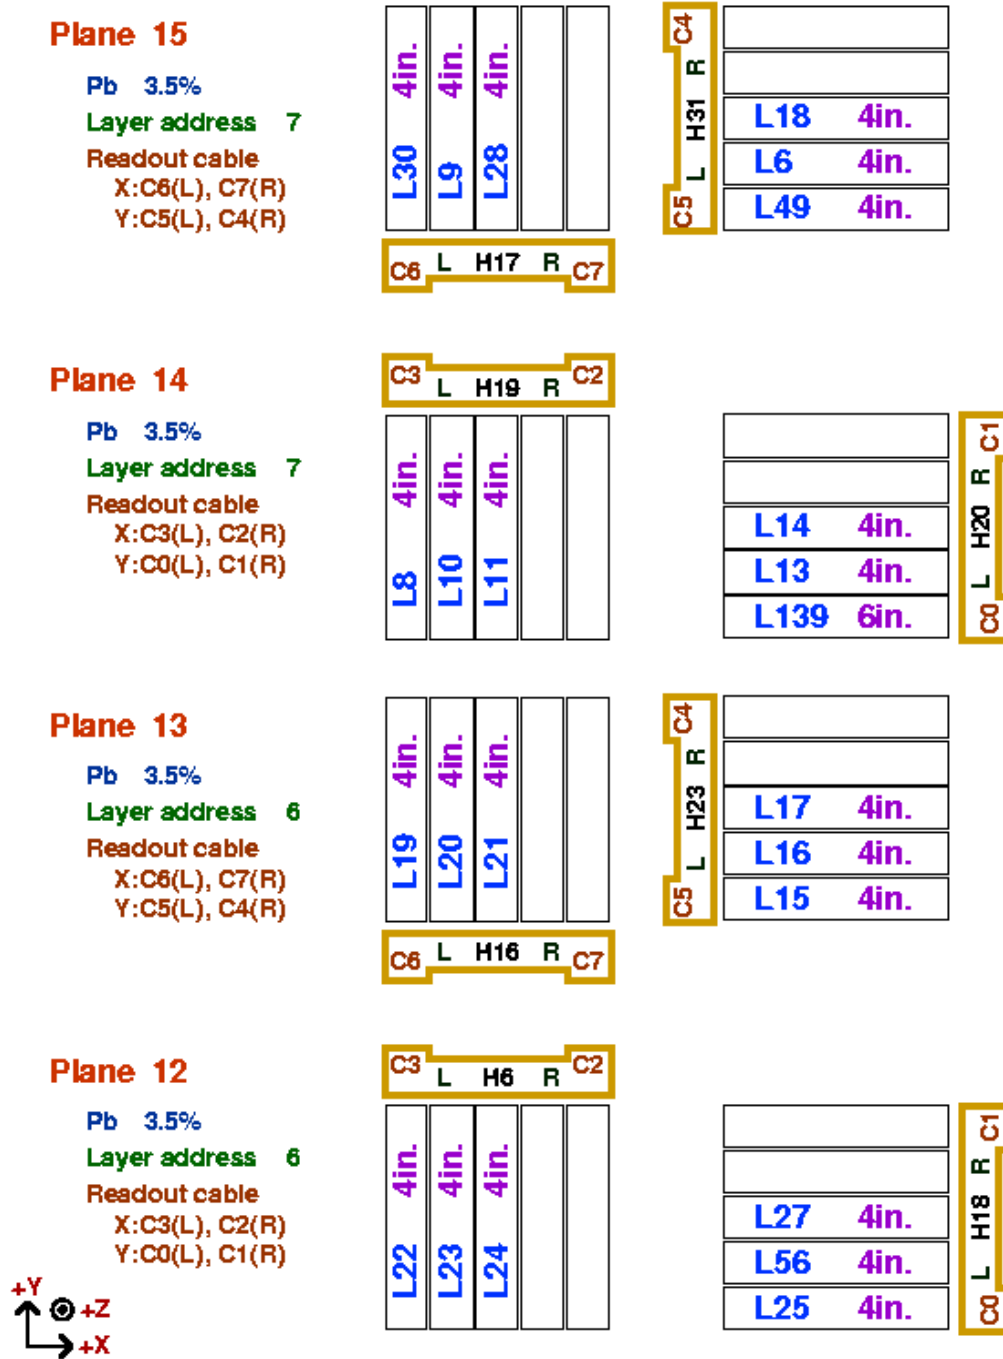 Plane 15
Pb 3.5%
Layer address 7
Readout cable
X:C6(L), C7(R)
Y:C5(L), C4(R)
L30 4in.
L9 4in.
L28 4in.
C6 L H17 R C7
C5 L H31 R C4
L18 4in.
L6 4in.
L49 4in.
Plane 14
Pb 3.5%
Layer address 7
Readout cable
X:C3(L), C2(R)
Y:C0(L), C1(R)
C3 L H19 R C2
L8 4in.
L10 4in.
L11 4in.
L14 4in.
L13 4in.
L139 6in.
C0 L H20 R C1
Plane 13
Pb 3.5%
Layer address 6
Readout cable
X:C6(L), C7(R)
Y:C5(L), C4(R)
L19 4in.
L20 4in.
L21 4in.
C6 L H16 R C7
C5 L H23 R C4
L17 4in.
L16 4in.
L15 4in.
Plane 12
Pb 3.5%
Layer address 6
Readout cable
X:C3(L), C2(R)
Y:C0(L), C1(R)
C3 L H6 R C2
L22 4in.
L23 4in.
L24 4in.
L27 4in.
L56 4in.
L25 4in.
C0 L H18 R C1
+Y
+Z
+X